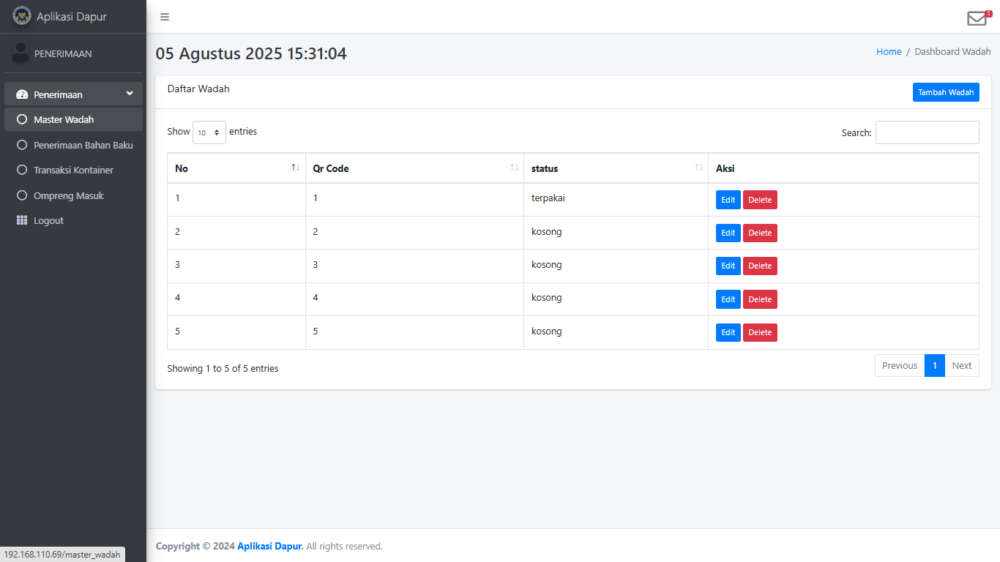 Aplikasi Dapur
5
PENERIMAAN
05 Agustus 2025 15:31:04
Home / Dashboard Wadah
Penerimaan
Master Wadah
Penerimaan Bahan Baku
Transaksi Kontainer
Ompreng Masuk
Logout
Daftar Wadah
Tambah Wadah
Show 10 entries
Search:
No Qr Code status Aksi
1 1 terpakai Edit Delete
2 2 kosong Edit Delete
3 3 kosong Edit Delete
4 4 kosong Edit Delete
5 5 kosong Edit Delete
Showing 1 to 5 of 5 entries
Previous 1 Next
Copyright © 2024 Aplikasi Dapur. All rights reserved.
192.168.110.69/master_wadah